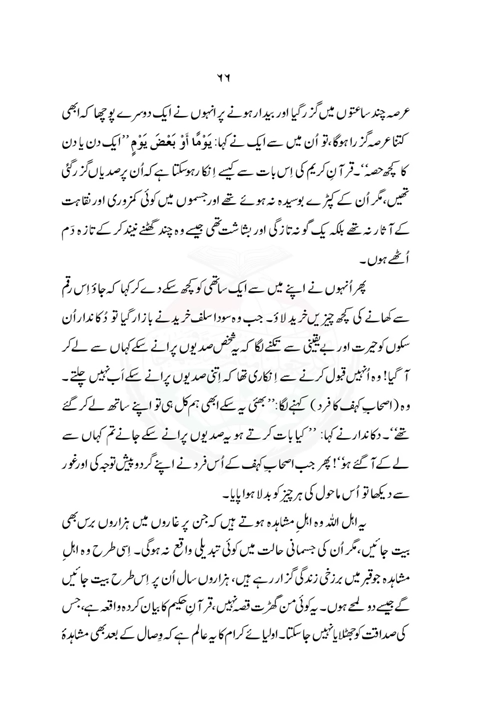 ۶۶
عرصہ چند ساعتوں میں گزر گیا اور بیدار ہونے پر انہوں نے ایک دوسرے پوچھا کہ ابھی
کتنا عرصہ گزرا ہوگا، تو اُن میں سے ایک نے کہا: یَوْمًا أَوْ بَعْضَ یَوْمٍ ’’ایک دن یا دن
کا کچھ حصہ‘‘۔ قرآنِ کریم کی اِس بات سے کیسے اِنکار ہوسکتا ہے کہ اُن پر صدیاں گزر گئی
تھیں، مگر اُن کے کپڑے بوسیدہ نہ ہوئے تھے اور جسموں میں کوئی کمزوری اور نقاہت
کے آثار نہ تھے بلکہ یک گو نہ تازگی اور بشاشت تھی جیسے وہ چند گھنٹے نیند کر کے تازہ دَم
اُٹھے ہوں۔
پھر اُنہوں نے اپنے میں سے ایک ساتھی کو کچھ سکے دے کر کہا کہ جاؤ اِس رقم
سے کھانے کی کچھ چیزیں خرید لاؤ۔ جب وہ سودا سلف خریدنے بازار گیا تو دُکاندار اُن
سکوں کو حیرت اور بے یقینی سے تکنے لگا کہ یہ شخص صدیوں پرانے سکے کہاں سے لے کر
آ گیا! وہ اُنہیں قبول کرنے سے اِنکاری تھا کہ اِتنی صدیوں پرانے سکے اَب نہیں چلتے۔
وہ (اصحابِ کہف کا فرد) کہنے لگا: ’’بھئی یہ سکے ابھی ہم کل ہی تو اپنے ساتھ لے کر گئے
تھے‘‘۔ دکاندار نے کہا: ’’کیا بات کرتے ہو یہ صدیوں پرانے سکے جانے تم کہاں سے
لے کے آ گئے ہو‘‘! پھر جب اصحابِ کہف کے اُس فرد نے اپنے گردوپیش توجہ کی اور غور
سے دیکھا تو اُس ماحول کی ہر چیز کو بدلا ہوا پایا۔
یہ اہل اللہ وہ اہلِ مشاہدہ ہوتے ہیں کہ جن پر غاروں میں ہزاروں برس بھی
بیت جائیں، مگر اُن کی جسمانی حالت میں کوئی تبدیلی واقع نہ ہوگی۔ اِسی طرح وہ اہلِ
مشاہدہ جو قبر میں برزخی زندگی گزار رہے ہیں، ہزاروں سال اُن پر اِس طرح بیت جائیں
گے جیسے دو لمحے ہوں۔ یہ کوئی من گھڑت قصہ نہیں، قرآنِ حکیم کا بیان کردہ واقعہ ہے، جس
کی صداقت کو جھٹلایا نہیں جاسکتا۔ اولیائے کرام کا یہ عالم ہے کہ وِصال کے بعد بھی مشاہدۂ